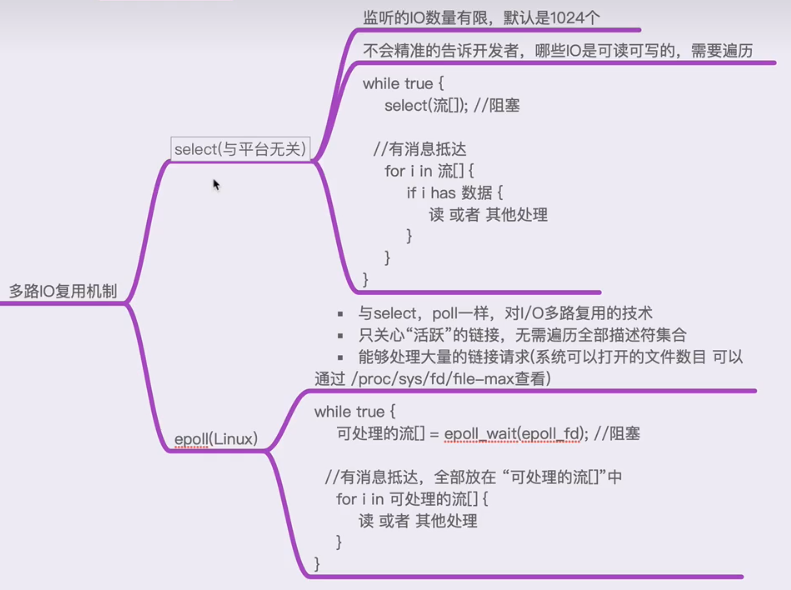 多路IO复用机制
select(与平台无关)
监听的IO数量有限，默认是1024个
不会精准的告诉开发者，哪些IO是可读可写的，需要遍历
while true {
select(流[]); //阻塞
//有消息抵达
for i in 流[] {
if i has 数据 {
读 或者 其他处理
}
}
}
epoll(Linux)
▪ 与select，poll一样，对I/O多路复用的技术
▪ 只关心“活跃”的链接，无需遍历全部描述符集合
▪ 能够处理大量的链接请求(系统可以打开的文件数目 可以
通过 /proc/sys/fd/file-max查看)
while true {
可处理的流[] = epoll_wait(epoll_fd); //阻塞
//有消息抵达，全部放在 “可处理的流[]”中
for i in 可处理的流[] {
读 或者 其他处理
}
}